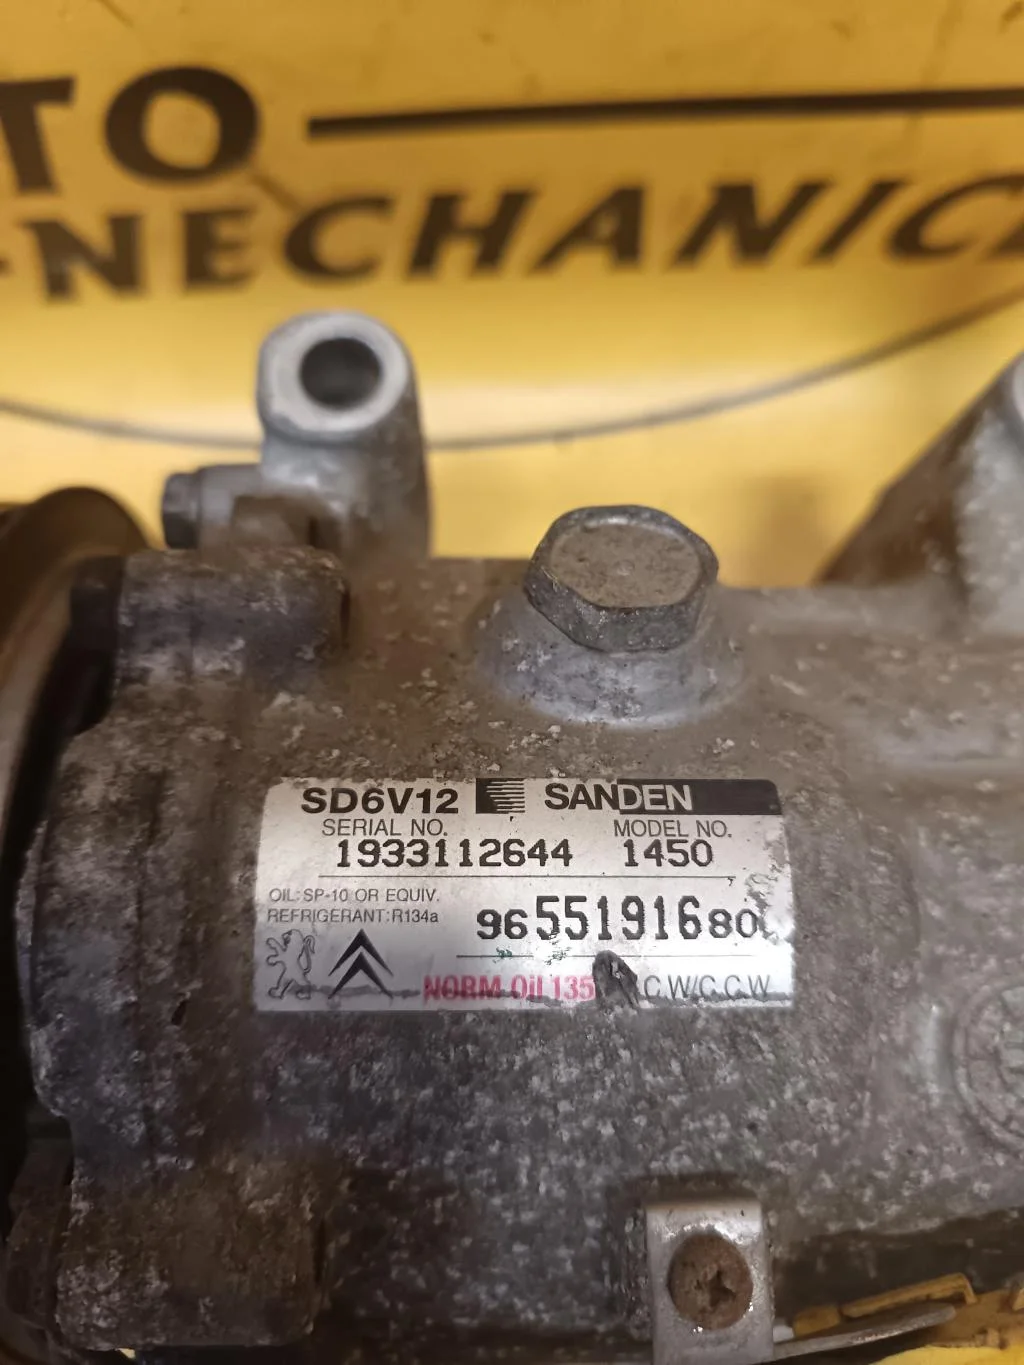 TO
NECHANIC
SD6V12 SANDEN
SERIAL NO. MODEL NO.
1933112644 1450
OIL: SP-10 OR EQUIV.
REFRIGERANT: R134a
9655191680
NORM Oil 135 C.W/C.C.W